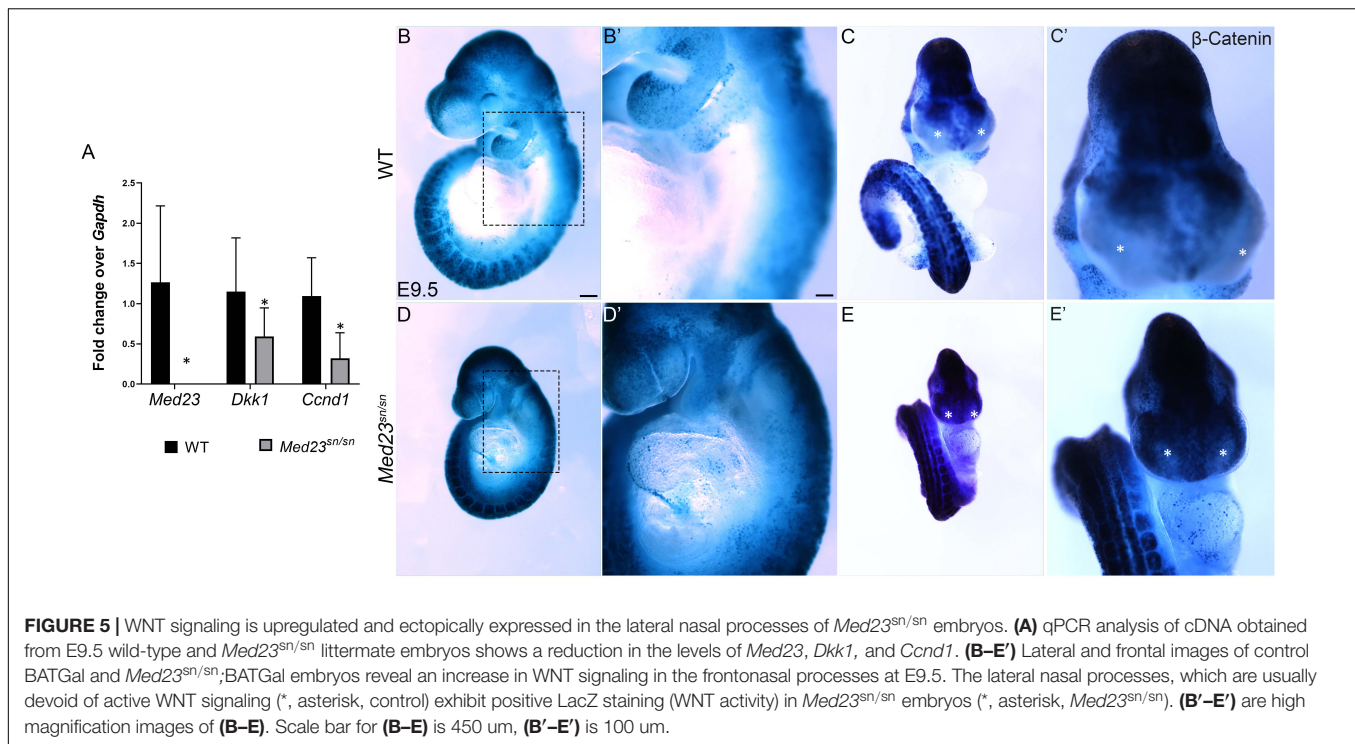 A
Fold change over Gapdh
2.5
2.0
1.5
1.0
0.5
0.0
*
*
*
Med23 Dkk1 Ccnd1
WT Med23sn/sn
WT
Med23sn/sn
B
E9.5
B'
C
* *
C'
β-Catenin
* *
D
D'
E
* *
E'
* *
FIGURE 5 | WNT signaling is upregulated and ectopically expressed in the lateral nasal processes of Med23sn/sn embryos. (A) qPCR analysis of cDNA obtained
from E9.5 wild-type and Med23sn/sn littermate embryos shows a reduction in the levels of Med23, Dkk1, and Ccnd1. (B–E′) Lateral and frontal images of control
BATGal and Med23sn/sn;BATGal embryos reveal an increase in WNT signaling in the frontonasal processes at E9.5. The lateral nasal processes, which are usually
devoid of active WNT signaling (*, asterisk, control) exhibit positive LacZ staining (WNT activity) in Med23sn/sn embryos (*, asterisk, Med23sn/sn). (B′–E′) are high
magnification images of (B–E). Scale bar for (B–E) is 450 um, (B′–E′) is 100 um.